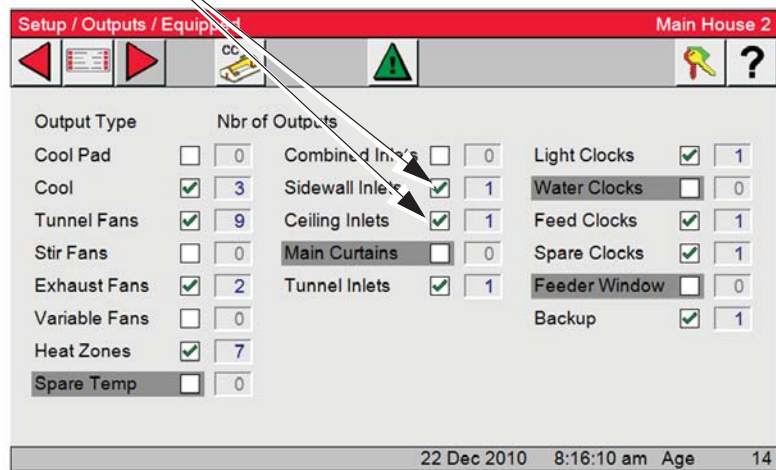 Setup / Outputs / Equipped Main House 2
CC
?
Output Type Nbr of Outputs
Cool Pad 0 Combined Inle's 0 Light Clocks 1
Cool 3 Sidewall Inlets 1 Water Clocks 0
Tunnel Fans 9 Ceiling Inlets 1 Feed Clocks 1
Stir Fans 0 Main Curtains 0 Spare Clocks 1
Exhaust Fans 2 Tunnel Inlets 1 Feeder Window 0
Variable Fans 0 Backup 1
Heat Zones 7
Spare Temp 0
22 Dec 2010 8:16:10 am Age 14